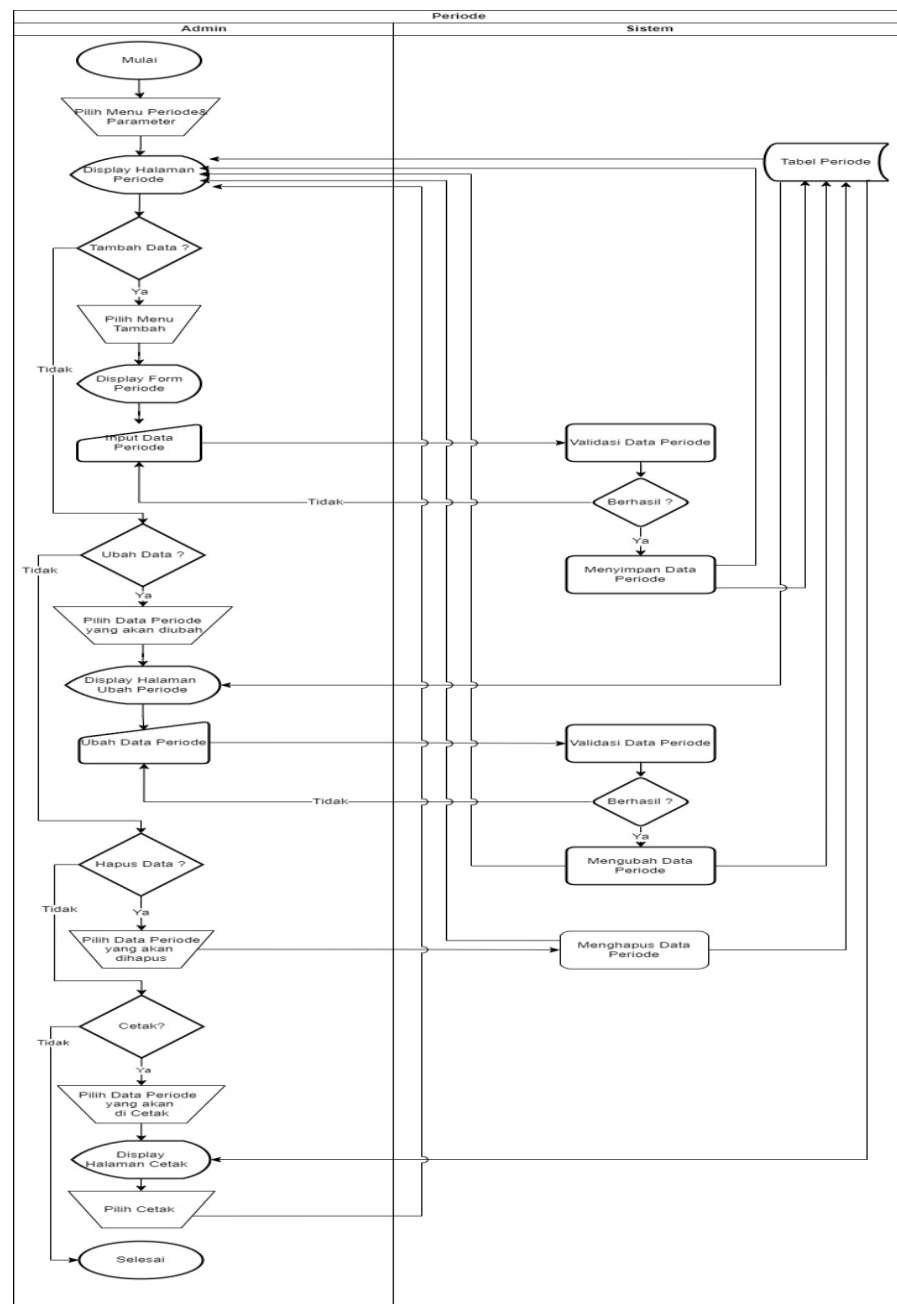 Periode
Admin
Sistem
Mulai
Pilih Menu Periode&
Parameter
Display Halaman
Periode
Tabel Periode
Tambah Data ?
Ya
Pilih Menu
Tambah
Tidak
Display Form
Periode
Input Data
Periode
Validasi Data Periode
Tidak
Berhasil ?
Ya
Ubah Data ?
Menyimpan Data
Periode
Tidak
Ya
Pilih Data Periode
yang akan diubah
Display Halaman
Ubah Periode
Ubah Data Periode
Validasi Data Periode
Tidak
Berhasil ?
Ya
Hapus Data ?
Mengubah Data
Periode
Tidak
Ya
Pilih Data Periode
yang akan
dihapus
Menghapus Data
Periode
Cetak?
Tidak
Ya
Pilih Data Periode
yang akan
di Cetak
Display
Halaman Cetak
Pilih Cetak
Selesai